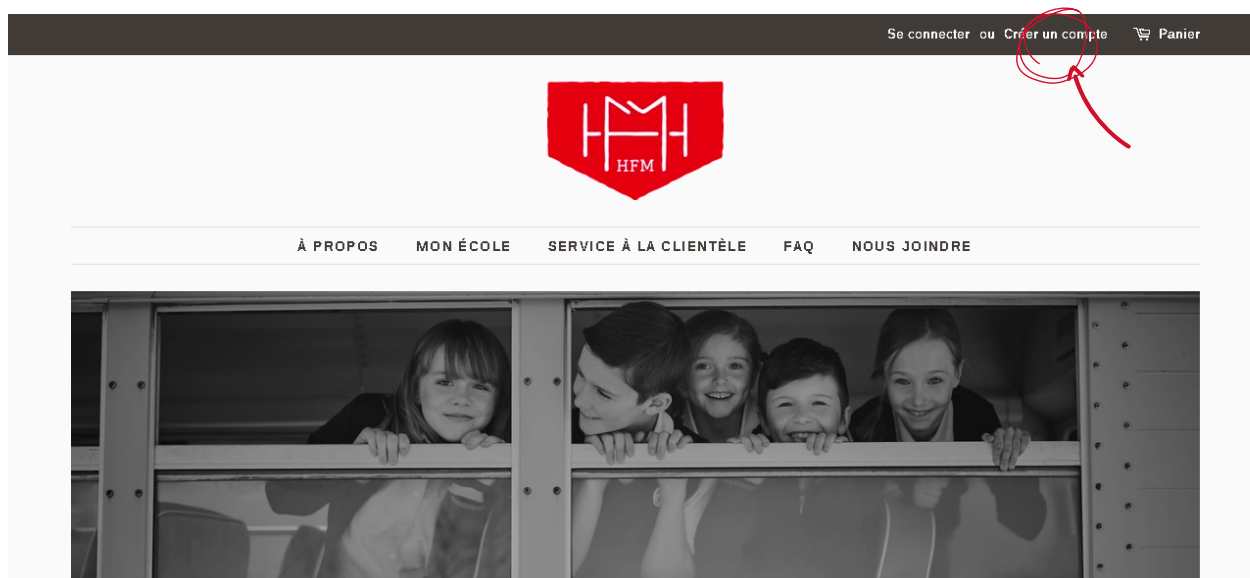 Se connecter ou Créer un compte Panier
HFM
À PROPOS MON ÉCOLE SERVICE À LA CLIENTÈLE FAQ NOUS JOINDRE